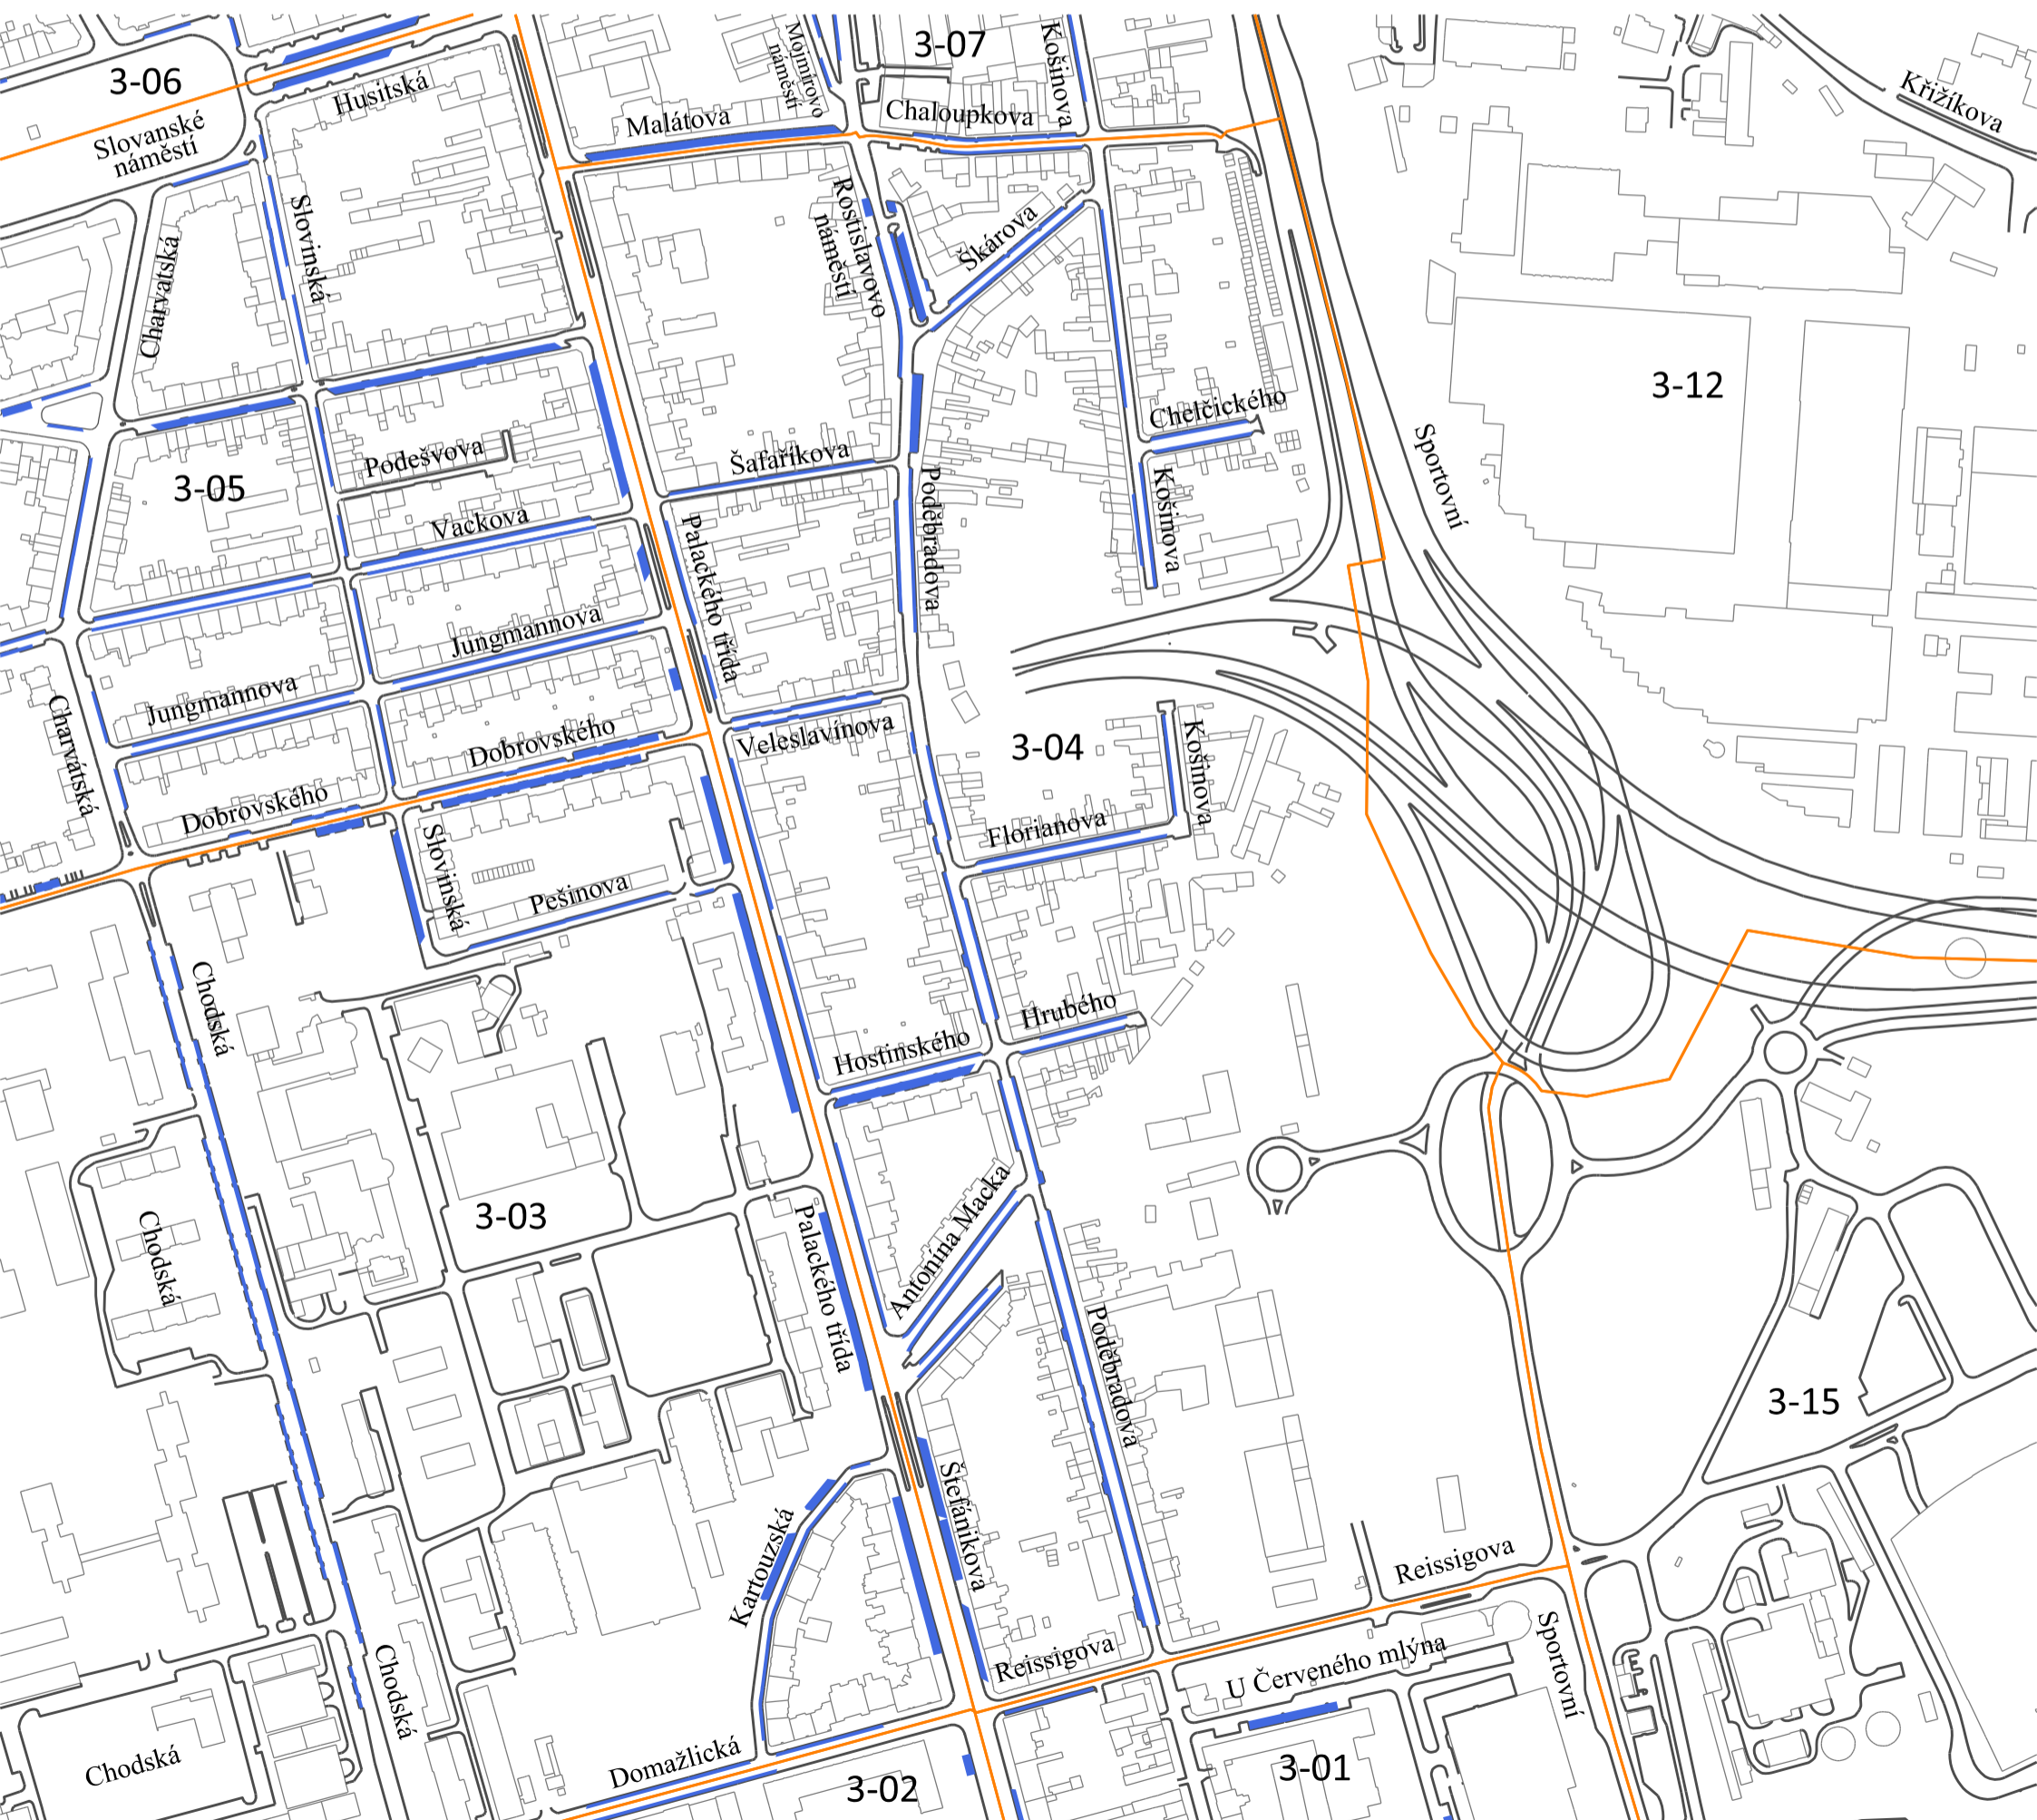 3-06
Slovanské
náměstí
Husitská
Malátova
Mojmírovo
náměstí
3-07
Chaloupkova
Košinova
Křižíkova
Charvatská
Slovinská
Rostislavovo
náměstí
Škárova
3-12
Chelčického
Sportovní
3-05
Podešvova
Vackova
Šafaříkova
Palackého třída
Poděbradova
Košinova
Jungmannova
Jungmannova
Charvátská
Dobrovského
Dobrovského
Veleslavínova
3-04
Košinova
Florianova
Slovinská
Pešinova
Chodská
Hostinského
Hrubého
3-03
Chodská
Palackého třída
Antonína Macka
Poděbradova
3-15
Štefánikova
Kartouzská
Reissigova
Reissigova
U Červeného mlýna
Sportovní
Chodská
Chodská
Domažlická
3-02
3-01